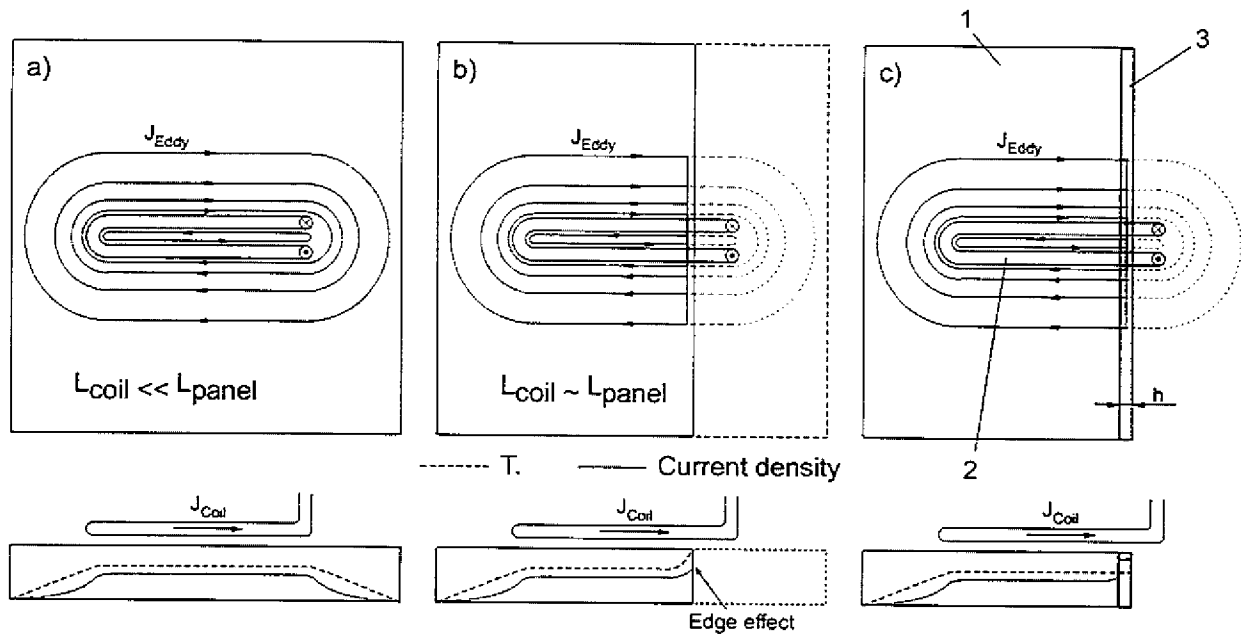 a)
J_Eddy
L_coil << L_panel
b)
J_Eddy
L_coil ~ L_panel
1
3
c)
J_Eddy
h
2
T.
Current density
J_Coil
J_Coil
Edge effect
J_Coil